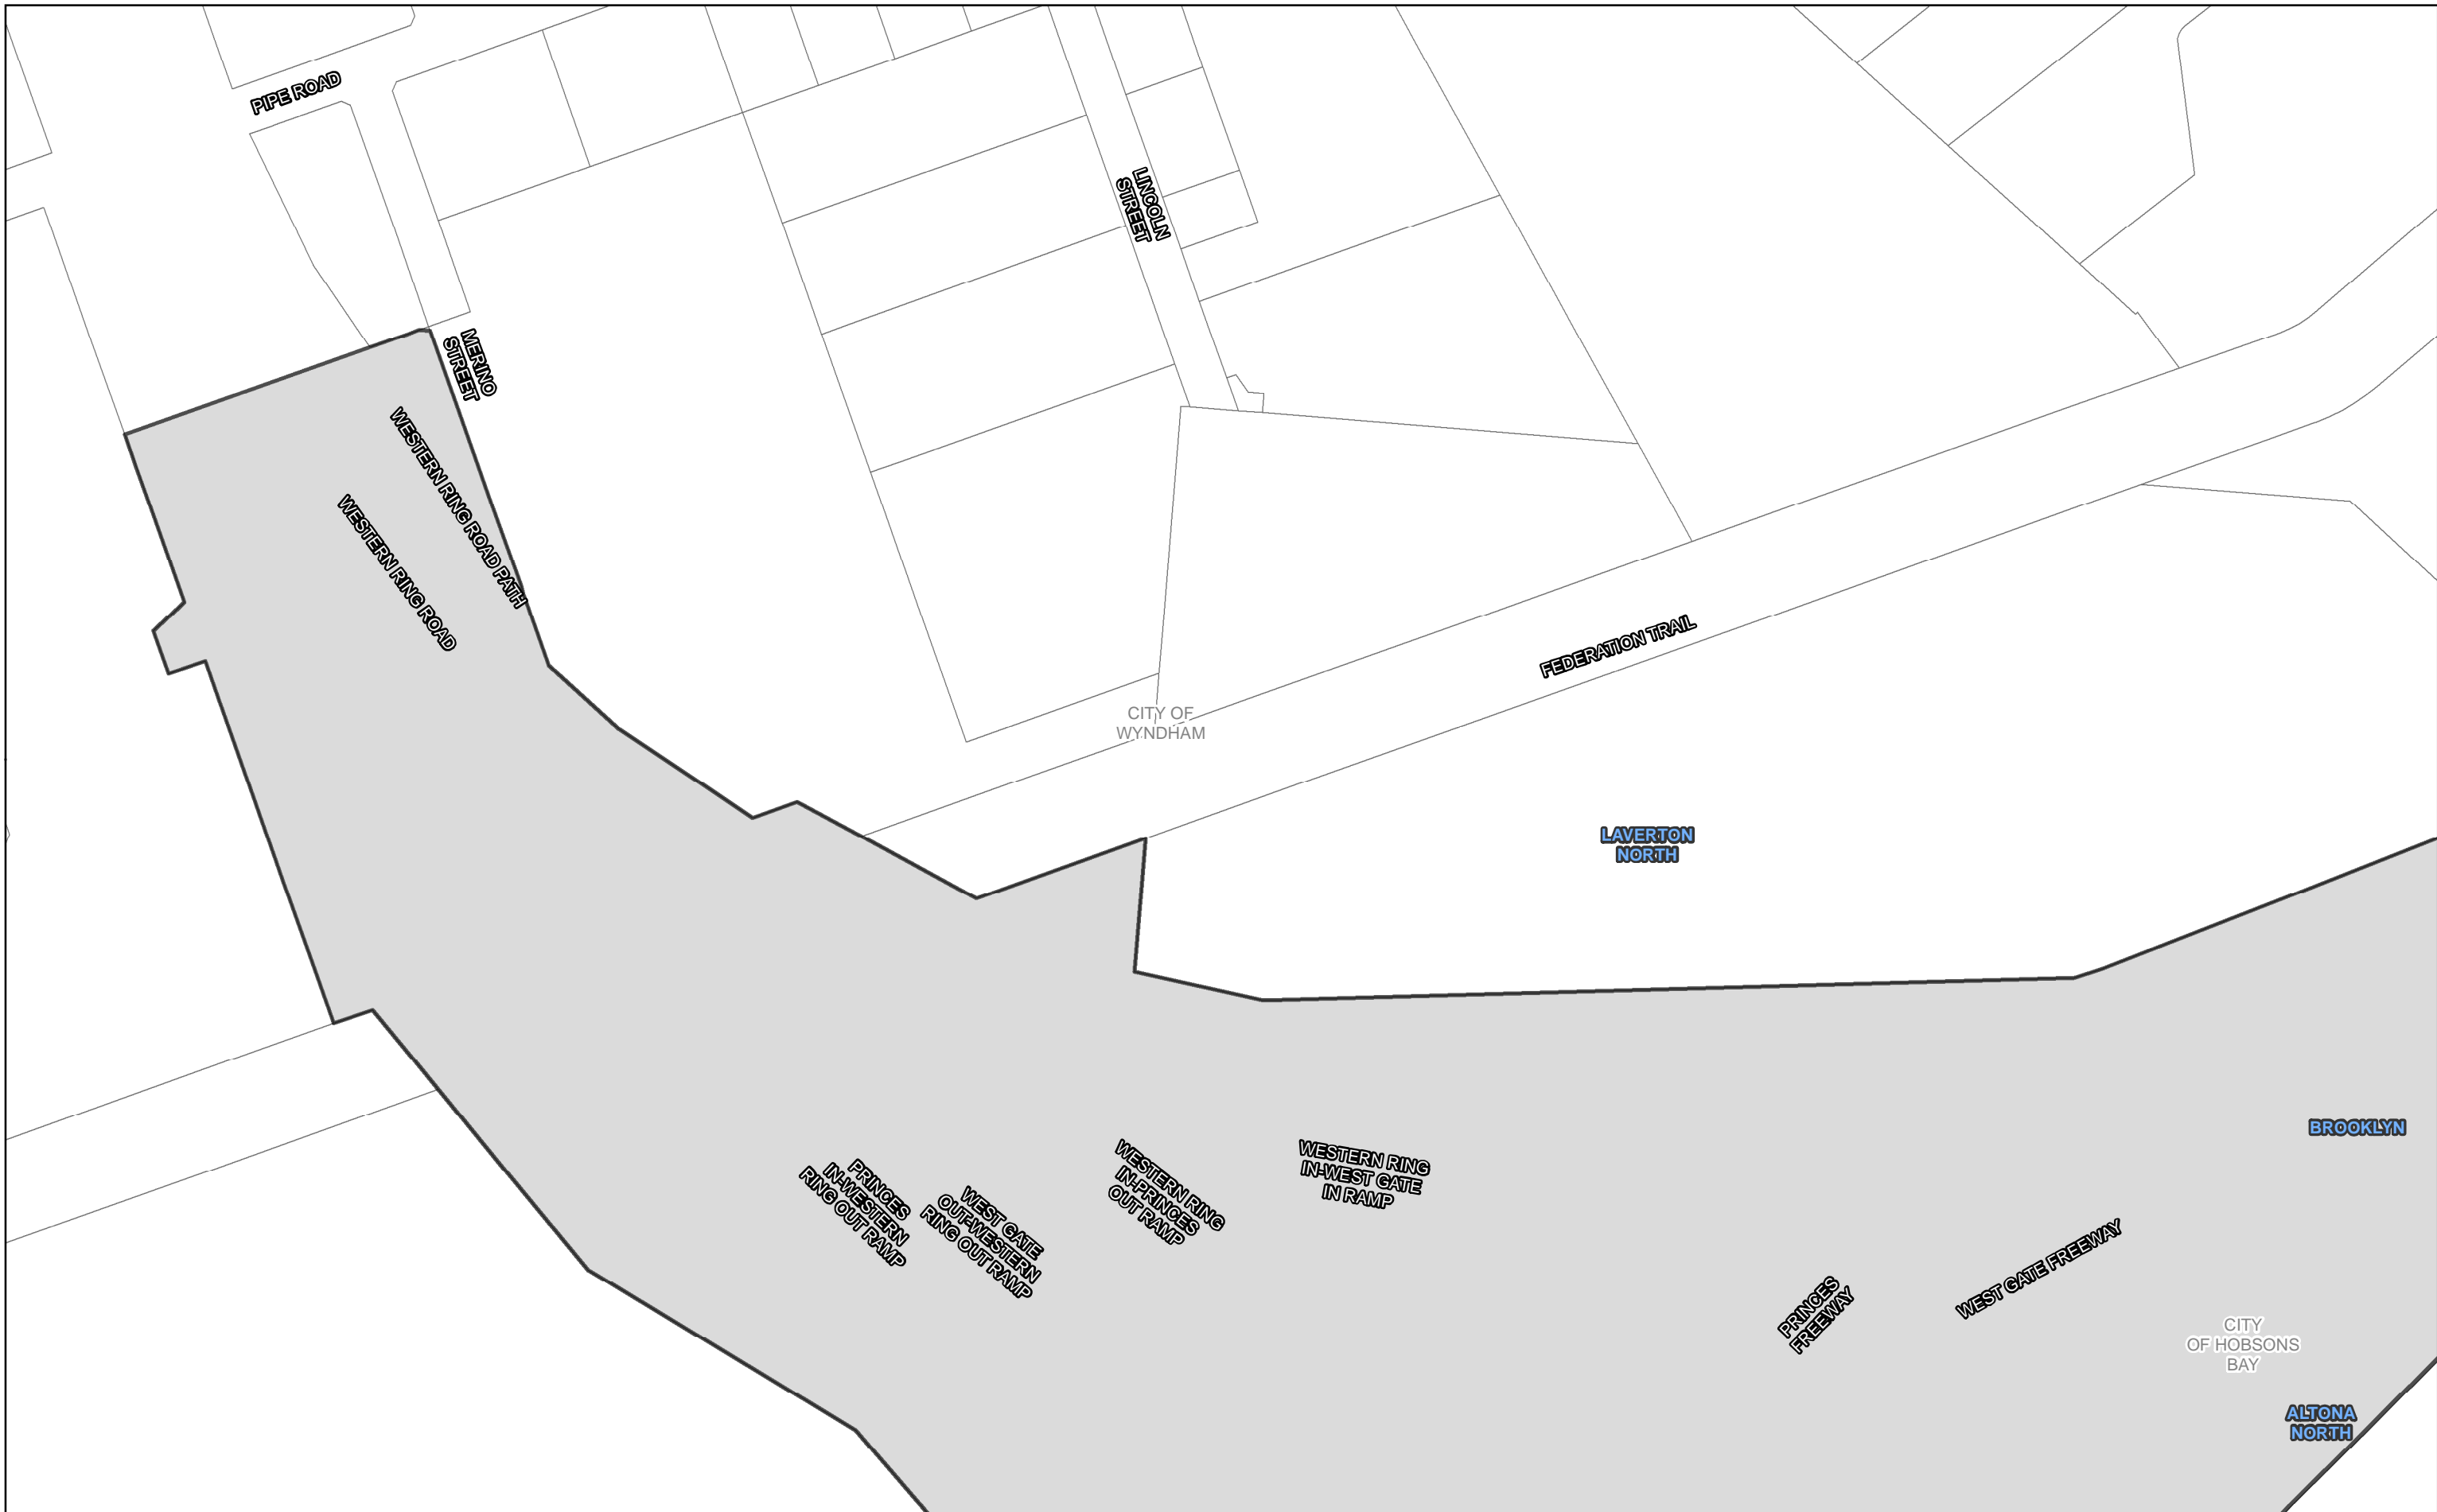 PIPE ROAD
LINCOLN
STREET
MERINO
STREET
WESTERN RING ROAD PATH
WESTERN RING ROAD
FEDERATION TRAIL
CITY OF
WYNDHAM
LAVERTON
NORTH
BROOKLYN
PRINCES
IN-WESTERN
RING OUT RAMP
WEST GATE
OUT-WESTERN
RING OUT RAMP
WESTERN RING
IN-PRINCES
OUT RAMP
WESTERN RING
IN-WEST GATE
IN RAMP
PRINCES
FREEWAY
WEST GATE FREEWAY
CITY
OF HOBSONS
BAY
ALTONA
NORTH